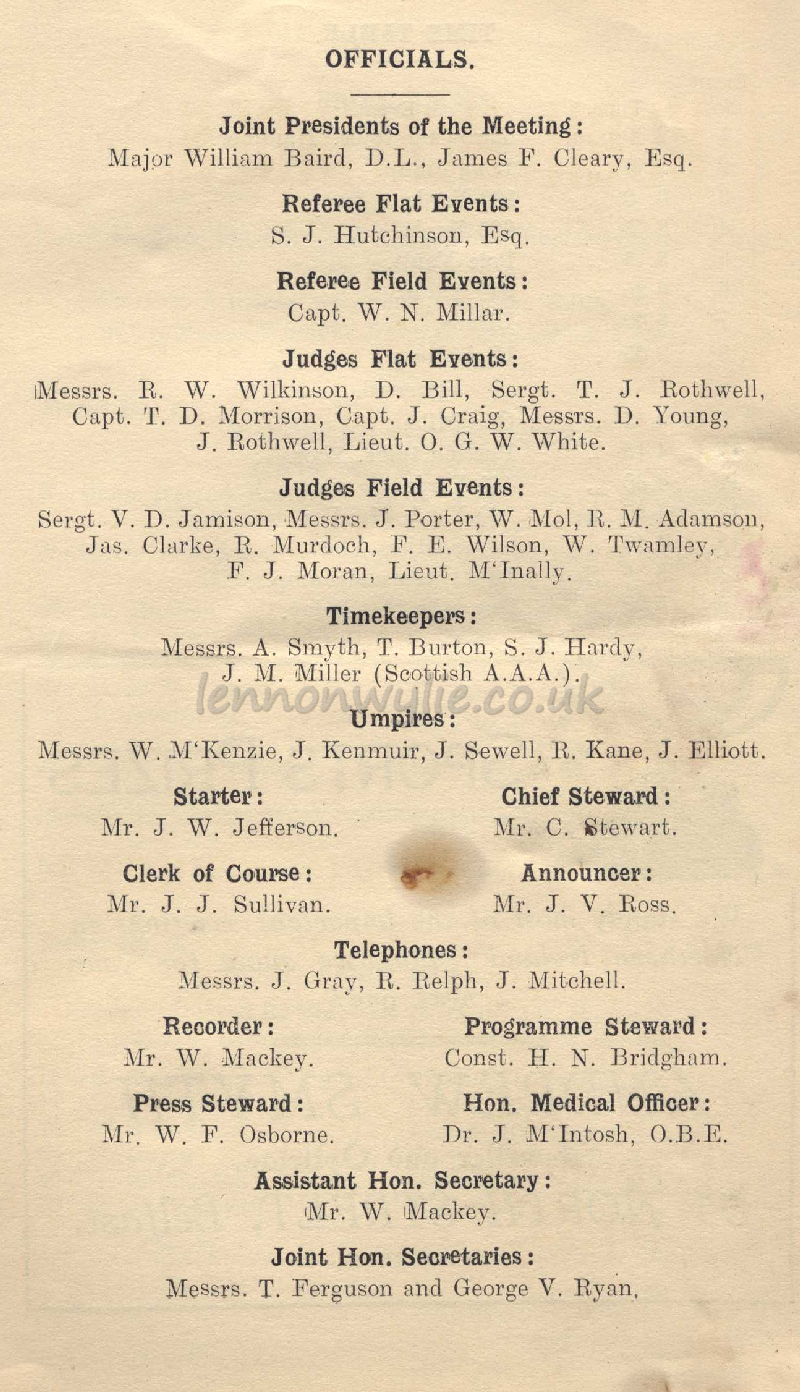 OFFICIALS.
Joint Presidents of the Meeting:
Major William Baird, D.L., James F. Cleary, Esq.
Referee Flat Events:
S. J. Hutchinson, Esq.
Referee Field Events:
Capt. W. N. Millar.
Judges Flat Events:
Messrs. R. W. Wilkinson, D. Bill, Sergt. T. J. Rothwell,
Capt. T. D. Morrison, Capt. J. Craig, Messrs. D. Young,
J. Rothwell, Lieut. O. G. W. White.
Judges Field Events:
Sergt. V. D. Jamison, Messrs. J. Porter, W. Mol, R. M. Adamson,
Jas. Clarke, R. Murdoch, F. E. Wilson, W. Twamley,
F. J. Moran, Lieut. M'Inally.
Timekeepers:
Messrs. A. Smyth, T. Burton, S. J. Hardy,
J. M. Miller (Scottish A.A.A.).
lennonwylie.co.uk
Umpires:
Messrs. W. M'Kenzie, J. Kenmuir, J. Sewell, R. Kane, J. Elliott.
Starter: Chief Steward:
Mr. J. W. Jefferson. Mr. C. Stewart.
Clerk of Course: Announcer:
Mr. J. J. Sullivan. Mr. J. V. Ross.
Telephones:
Messrs. J. Gray, R. Relph, J. Mitchell.
Recorder: Programme Steward:
Mr. W. Mackey. Const. H. N. Bridgham.
Press Steward: Hon. Medical Officer:
Mr. W. F. Osborne. Dr. J. M'Intosh, O.B.E.
Assistant Hon. Secretary:
Mr. W. Mackey.
Joint Hon. Secretaries:
Messrs. T. Ferguson and George V. Ryan,